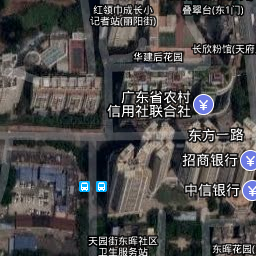 红领巾成长小
记者站(丽阳街)
叠翠台(东1门)
长欣粉馆(天府
华建后花园
广东省农村
信用社联合社
东方一路
招商银行
中信银行
天园街东晖社区
卫生服务站
东晖花园(